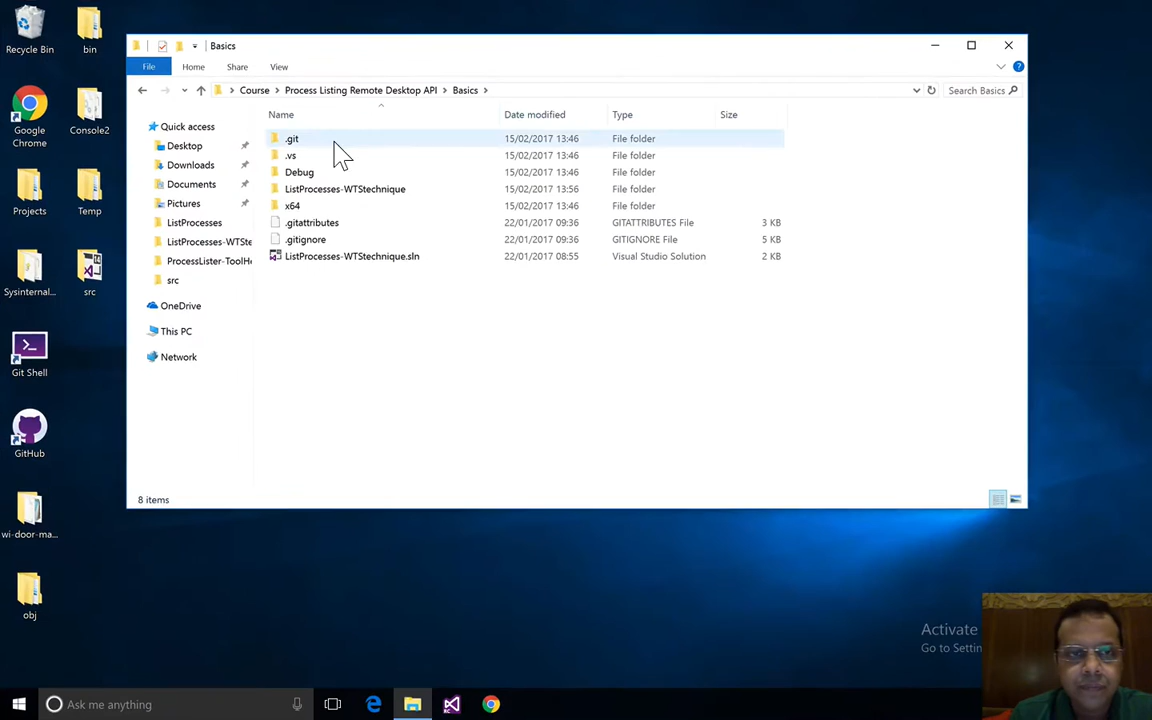 Recycle Bin
bin
Google
Chrome
Console2
Projects
Temp
Sysinternal...
src
Git Shell
GitHub
wi-door-ma...
obj
Basics
File
Home
Share
View
Course > Process Listing Remote Desktop API > Basics >
Search Basics
Name
Date modified
Type
Size
Quick access
Desktop
Downloads
Documents
Pictures
ListProcesses
ListProcesses-WTSte
ProcessLister-ToolHe
src
OneDrive
This PC
Network
.git 15/02/2017 13:46 File folder
.vs 15/02/2017 13:46 File folder
Debug 15/02/2017 13:46 File folder
ListProcesses-WTStechnique 15/02/2017 13:56 File folder
x64 15/02/2017 13:46 File folder
.gitattributes 22/01/2017 09:36 GITATTRIBUTES File 3 KB
.gitignore 22/01/2017 09:36 GITIGNORE File 5 KB
ListProcesses-WTStechnique.sln 22/01/2017 08:55 Visual Studio Solution 2 KB
8 items
Activate
Go to Settin
Ask me anything